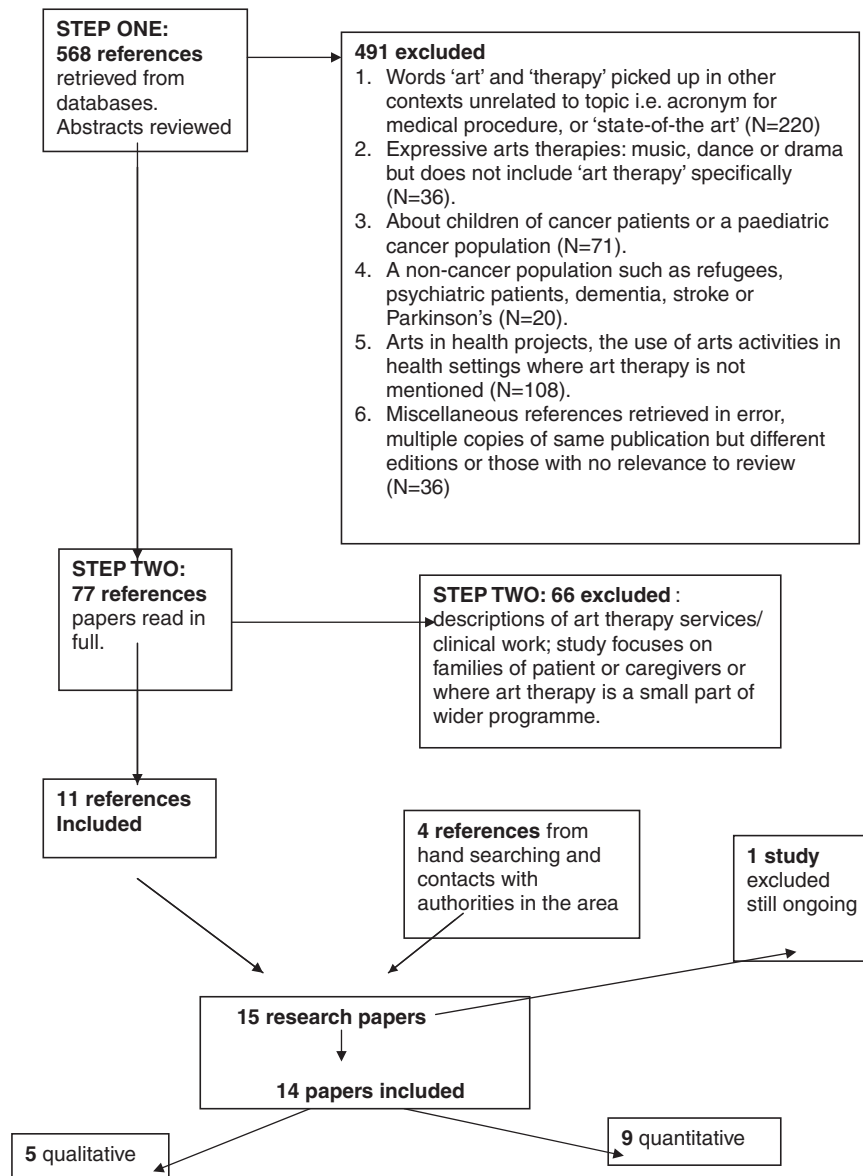 STEP ONE:
568 references
retrieved from
databases.
Abstracts reviewed
491 excluded
1. Words ‘art’ and ‘therapy’ picked up in other
contexts unrelated to topic i.e. acronym for
medical procedure, or ‘state-of-the art’ (N=220)
2. Expressive arts therapies: music, dance or drama
but does not include ‘art therapy’ specifically
(N=36).
3. About children of cancer patients or a paediatric
cancer population (N=71).
4. A non-cancer population such as refugees,
psychiatric patients, dementia, stroke or
Parkinson’s (N=20).
5. Arts in health projects, the use of arts activities in
health settings where art therapy is not
mentioned (N=108).
6. Miscellaneous references retrieved in error,
multiple copies of same publication but different
editions or those with no relevance to review
(N=36)
STEP TWO:
77 references
papers read in
full.
STEP TWO: 66 excluded :
descriptions of art therapy services/
clinical work; study focuses on
families of patient or caregivers or
where art therapy is a small part of
wider programme.
11 references
Included
4 references from
hand searching and
contacts with
authorities in the area
1 study
excluded
still ongoing
15 research papers
14 papers included
5 qualitative
9 quantitative